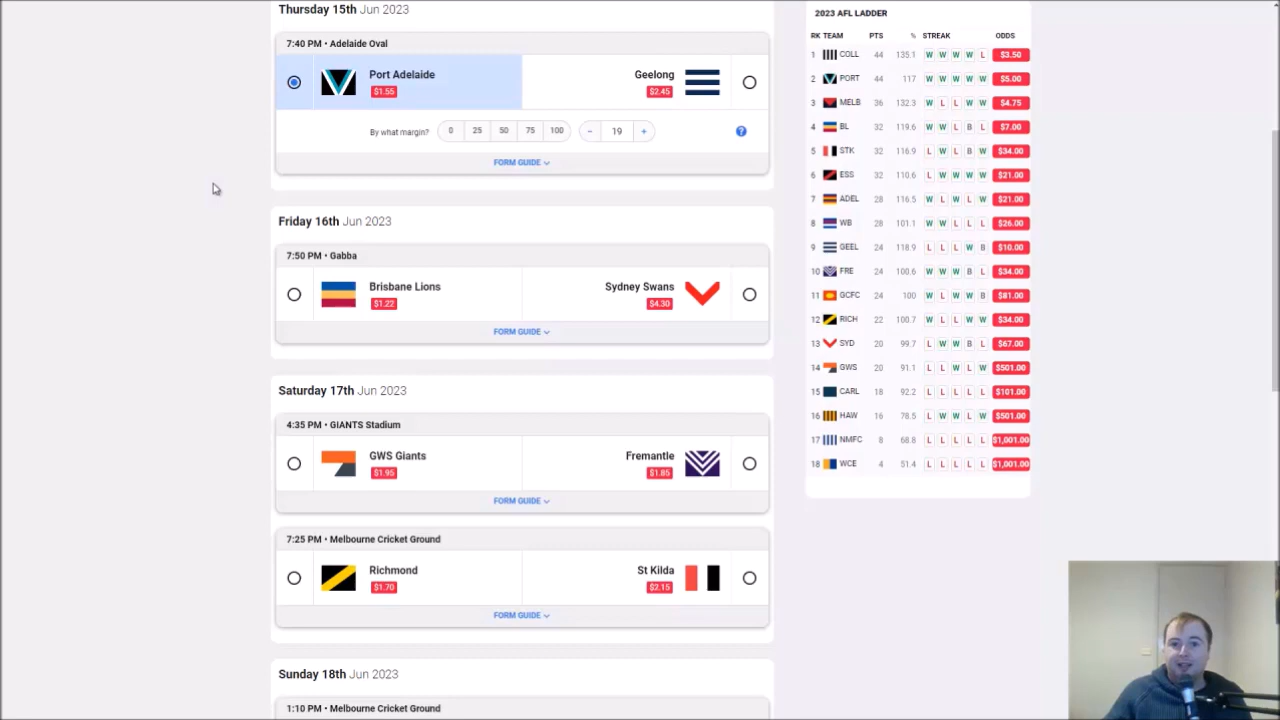 Thursday 15th Jun 2023
7:40 PM • Adelaide Oval
Port Adelaide
$1.55
Geelong
$2.45
By what margin? 0 25 50 75 100 - 19 + ?
FORM GUIDE
Friday 16th Jun 2023
7:50 PM • Gabba
Brisbane Lions
$1.22
Sydney Swans
$4.30
FORM GUIDE
Saturday 17th Jun 2023
4:35 PM • GIANTS Stadium
GWS Giants
$1.95
Fremantle
$1.85
FORM GUIDE
7:25 PM • Melbourne Cricket Ground
Richmond
$1.70
St Kilda
$2.15
FORM GUIDE
Sunday 18th Jun 2023
1:10 PM • Melbourne Cricket Ground
2023 AFL LADDER
RK TEAM PTS % STREAK ODDS
1 COLL 44 135.1 W W W W L $3.50
2 PORT 44 117 W W W W W $5.00
3 MELB 36 132.3 W L L W W $4.75
4 BL 32 119.6 W W L B L $7.00
5 STK 32 116.9 L W L B W $34.00
6 ESS 32 110.6 L W W W W $21.00
7 ADEL 28 116.5 W L W L W $21.00
8 WB 28 101.1 W W L L L $26.00
9 GEEL 24 118.9 L L L W B $10.00
10 FRE 24 100.6 W W W B L $34.00
11 GCFC 24 100 W L W W B $81.00
12 RICH 22 100.7 W L L W W $34.00
13 SYD 20 99.7 L W W B L $67.00
14 GWS 20 91.1 L L W L W $501.00
15 CARL 18 92.2 L L L L L $101.00
16 HAW 16 78.5 L W W L W $501.00
17 NMFC 8 68.8 L L L L L $1,001.00
18 WCE 4 51.4 L L L L L $1,001.00